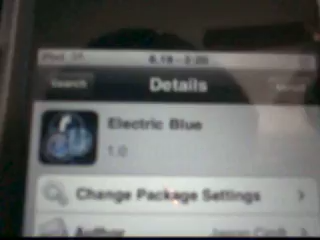 iPod
Search Details
Electric Blue
1.0
Change Package Settings
Author